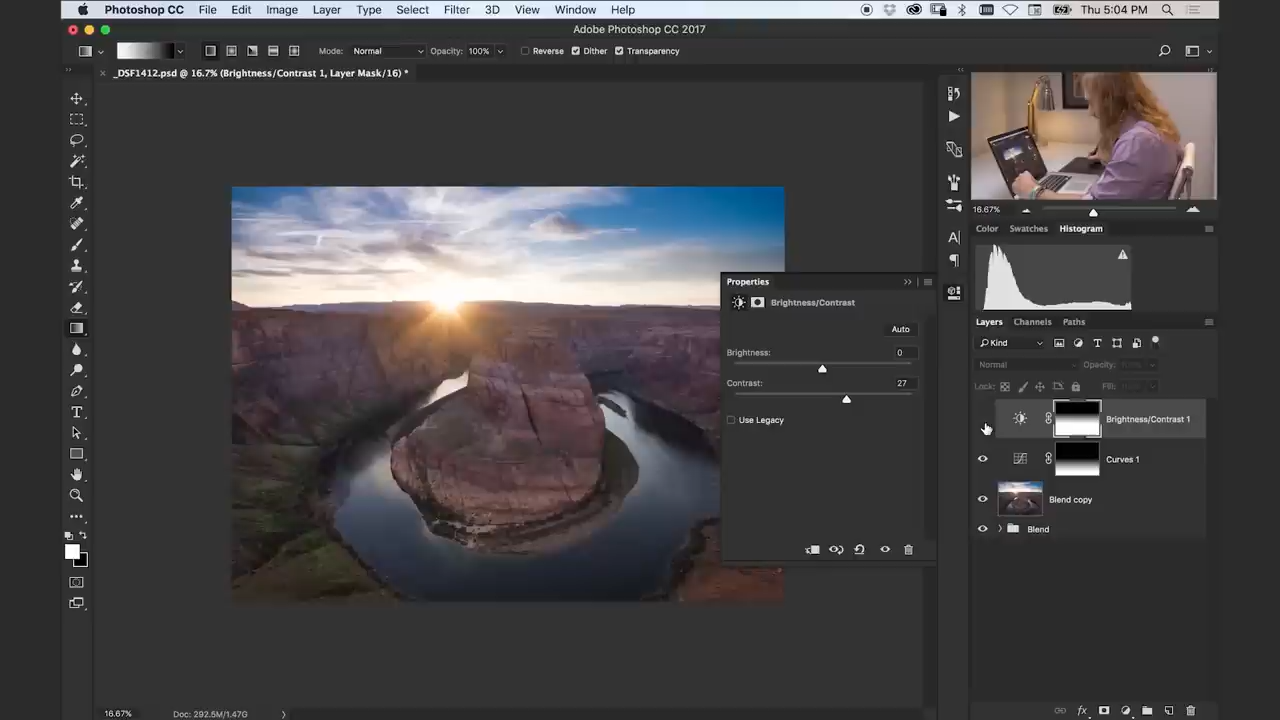 Photoshop CC File Edit Image Layer Type Select Filter 3D View Window Help Thu 5:04 PM
Adobe Photoshop CC 2017
Mode: Normal Opacity: 100% Reverse Dither Transparency
_DSF1412.psd @ 16.7% (Brightness/Contrast 1, Layer Mask/16) *
16.67%
Color Swatches Histogram
Properties
Brightness/Contrast
Auto
Brightness: 0
Contrast: 27
Use Legacy
Layers Channels Paths
Kind
Normal Opacity:
Lock: Fill:
Brightness/Contrast 1
Curves 1
Blend copy
Blend
16.67% Doc: 292.5M/1.47G